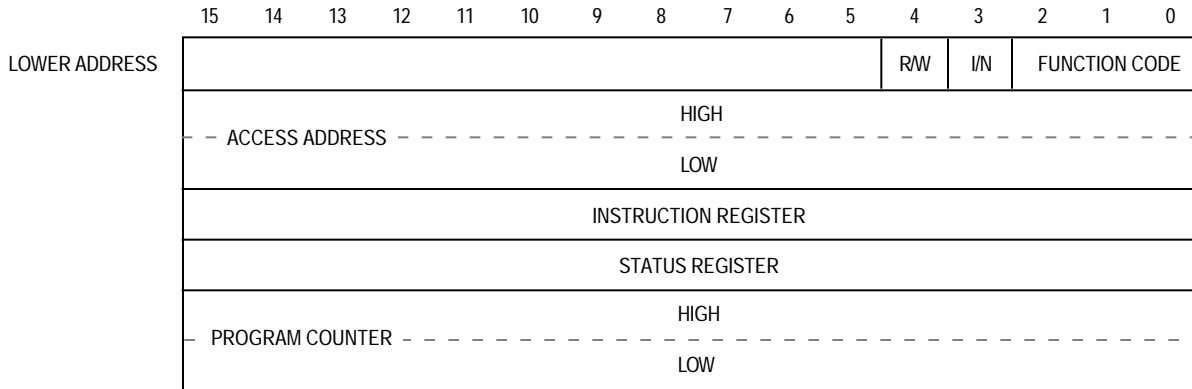 15 14 13 12 11 10 9 8 7 6 5 4 3 2 1 0
LOWER ADDRESS R/W I/N FUNCTION CODE
HIGH
ACCESS ADDRESS
LOW
INSTRUCTION REGISTER
STATUS REGISTER
HIGH
PROGRAM COUNTER
LOW